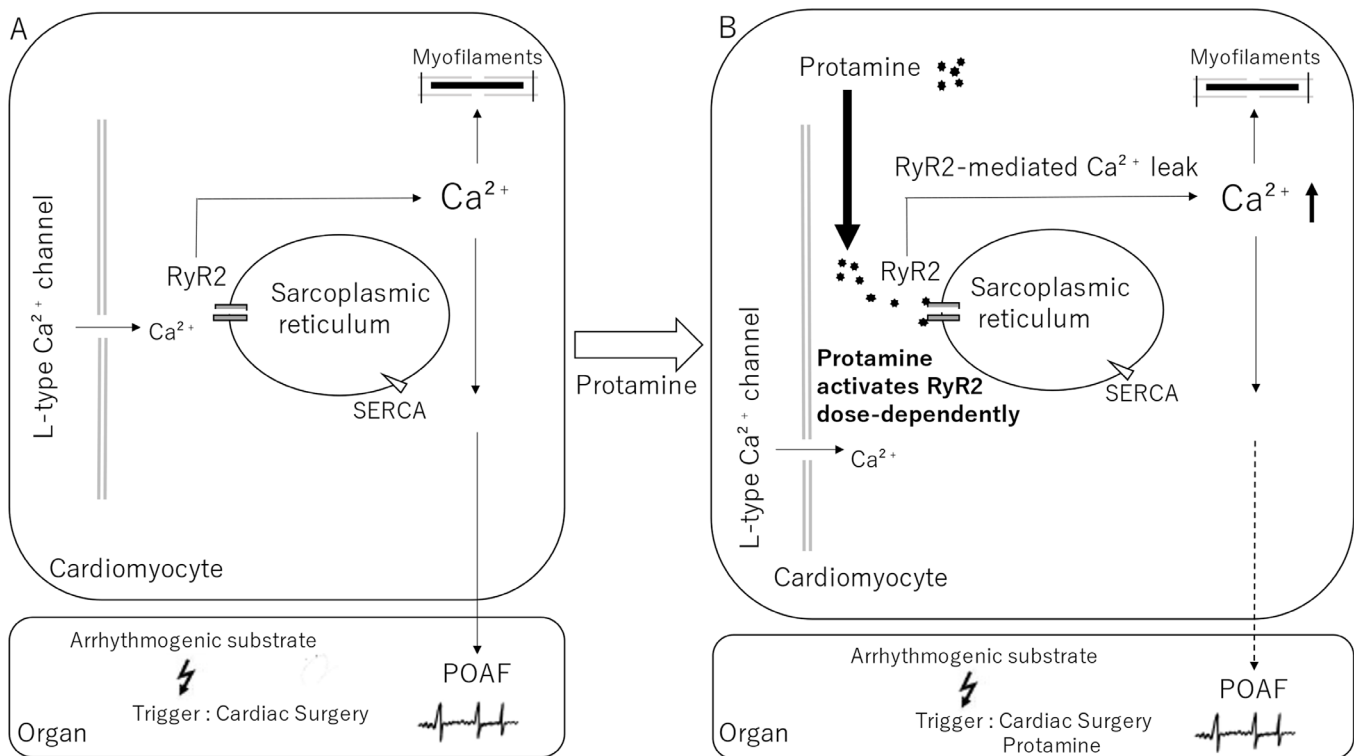 A
Myofilaments
L-type Ca²⁺ channel
Ca²⁺
RyR2
Ca²⁺
Sarcoplasmic
reticulum
SERCA
Cardiomyocyte
Arrhythmogenic substrate
Trigger : Cardiac Surgery
POAF
Organ
Protamine
B
Protamine
Myofilaments
RyR2-mediated Ca²⁺ leak
Ca²⁺
RyR2
Sarcoplasmic
reticulum
Protamine
activates RyR2
dose-dependently
SERCA
L-type Ca²⁺ channel
Ca²⁺
Cardiomyocyte
Arrhythmogenic substrate
Trigger : Cardiac Surgery
Protamine
POAF
Organ